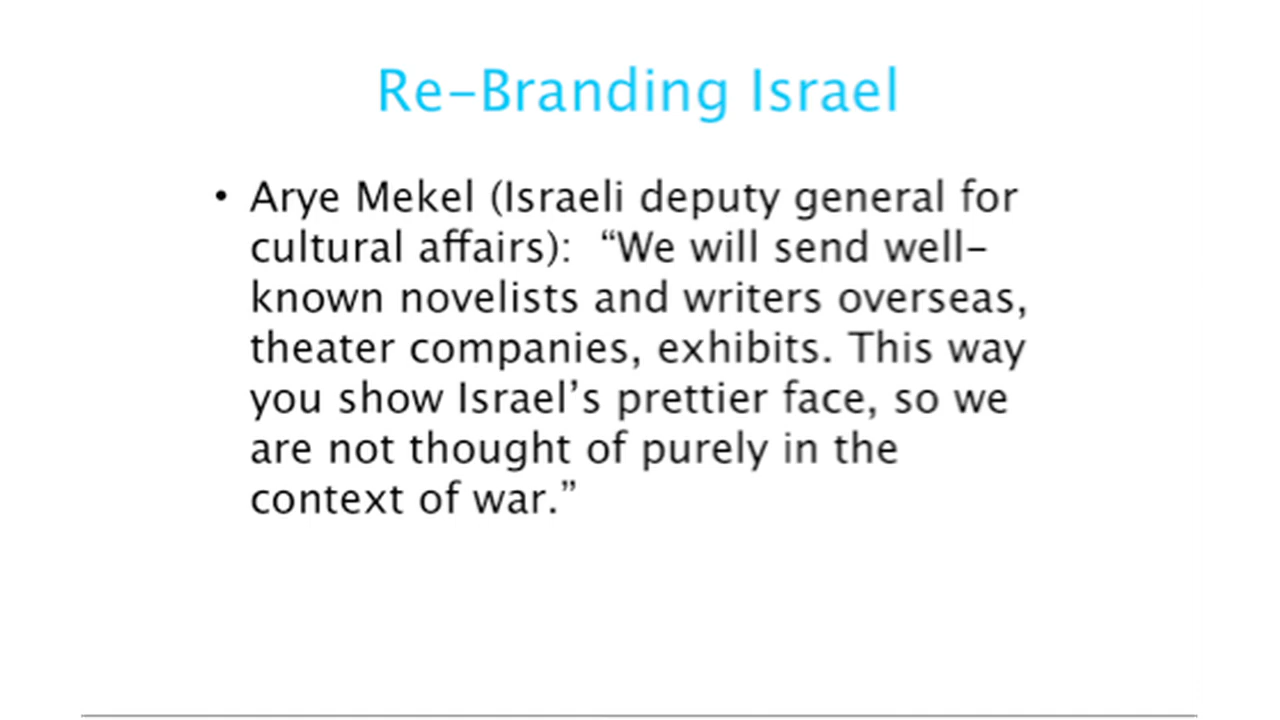 Re-Branding Israel
• Arye Mekel (Israeli deputy general for
cultural affairs):  “We will send well-
known novelists and writers overseas,
theater companies, exhibits. This way
you show Israel’s prettier face, so we
are not thought of purely in the
context of war.”